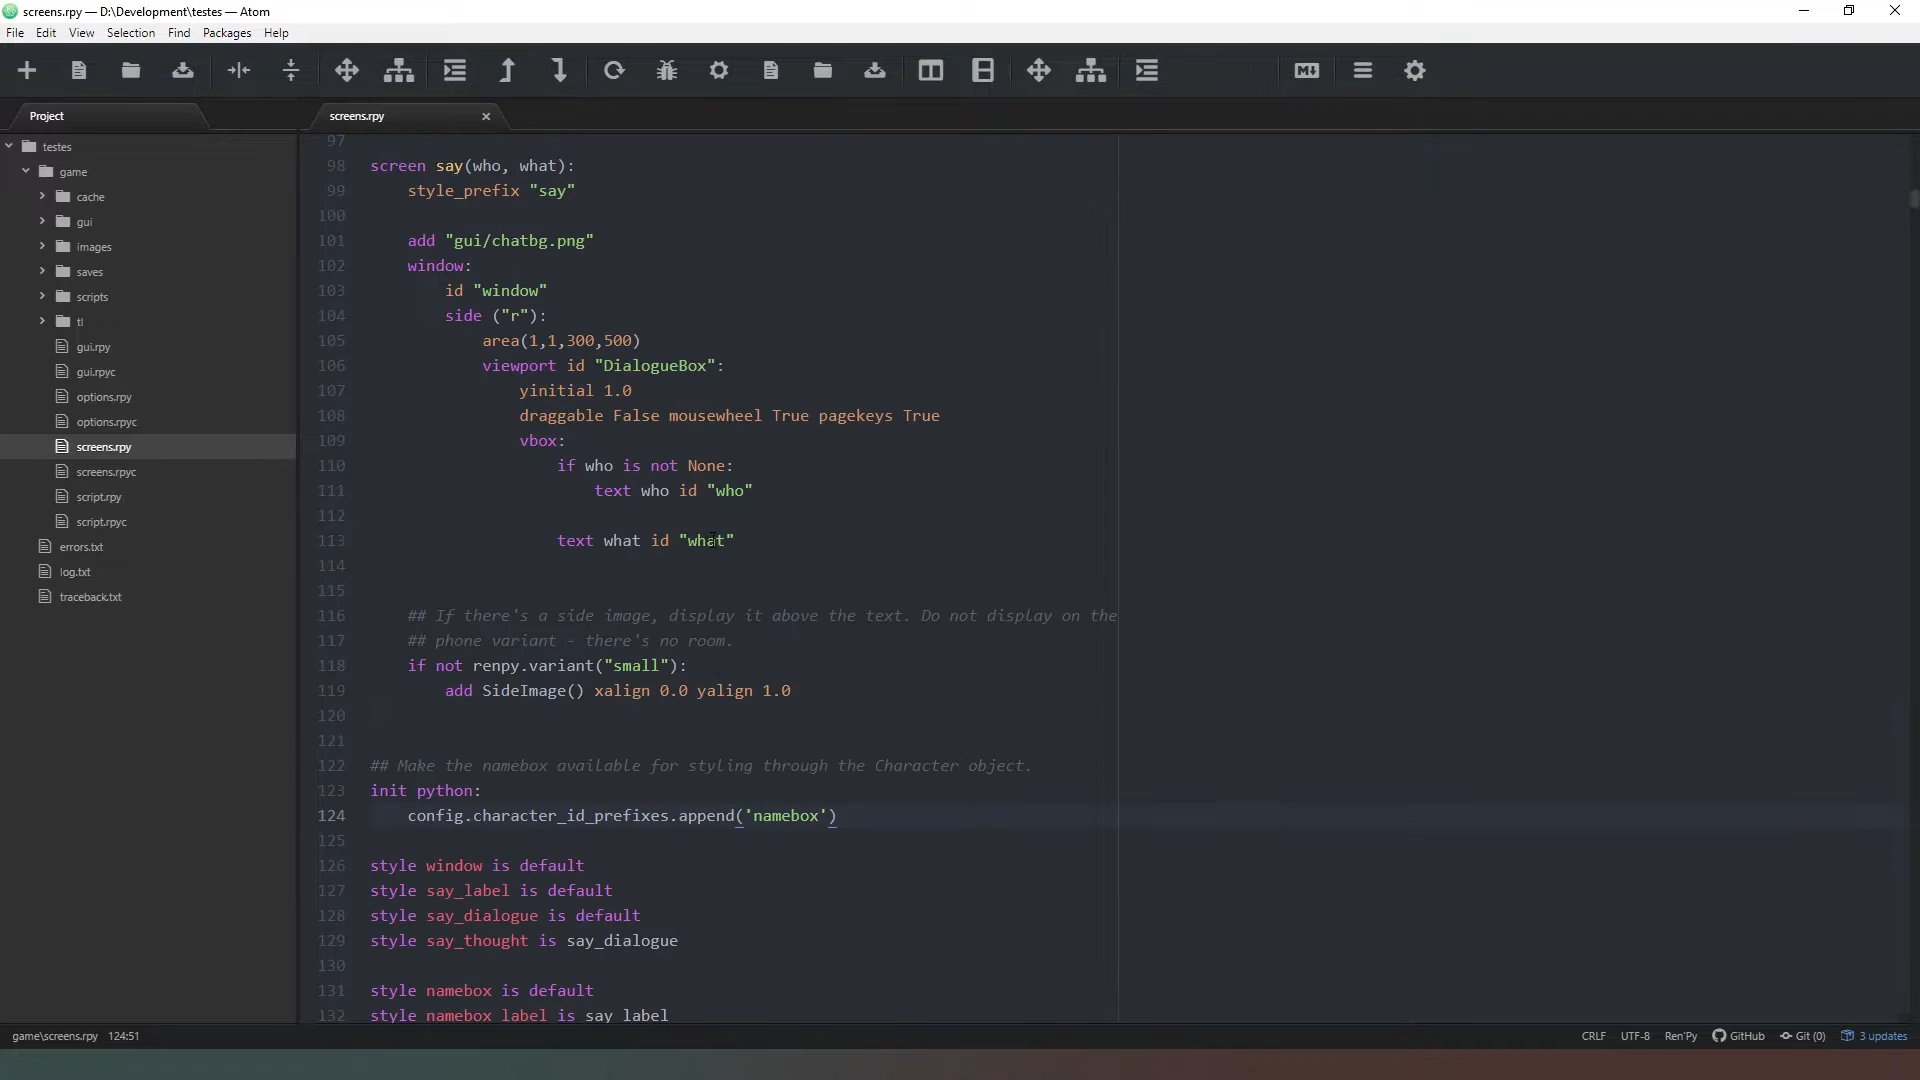 screens.rpy — D:\Development\testes — Atom
File Edit View Selection Find Packages Help
M
Project
screens.rpy
testes
game
cache
gui
images
saves
scripts
tl
gui.rpy
gui.rpyc
options.rpy
options.rpyc
screens.rpy
screens.rpyc
script.rpy
script.rpyc
errors.txt
log.txt
traceback.txt
97
98 screen say(who, what):
99 style_prefix "say"
100
101 add "gui/chatbg.png"
102 window:
103 id "window"
104 side ("r"):
105 area(1,1,300,500)
106 viewport id "DialogueBox":
107 yinitial 1.0
108 draggable False mousewheel True pagekeys True
109 vbox:
110 if who is not None:
111 text who id "who"
112
113 text what id "what"
114
115
116 ## If there's a side image, display it above the text. Do not display on the
117 ## phone variant - there's no room.
118 if not renpy.variant("small"):
119 add SideImage() xalign 0.0 yalign 1.0
120
121
122 ## Make the namebox available for styling through the Character object.
123 init python:
124 config.character_id_prefixes.append('namebox')
125
126 style window is default
127 style say_label is default
128 style say_dialogue is default
129 style say_thought is say_dialogue
130
131 style namebox is default
132 style namebox_label is say_label
game\screens.rpy 124:51
CRLF UTF-8 Ren'Py GitHub Git (0) 3 updates